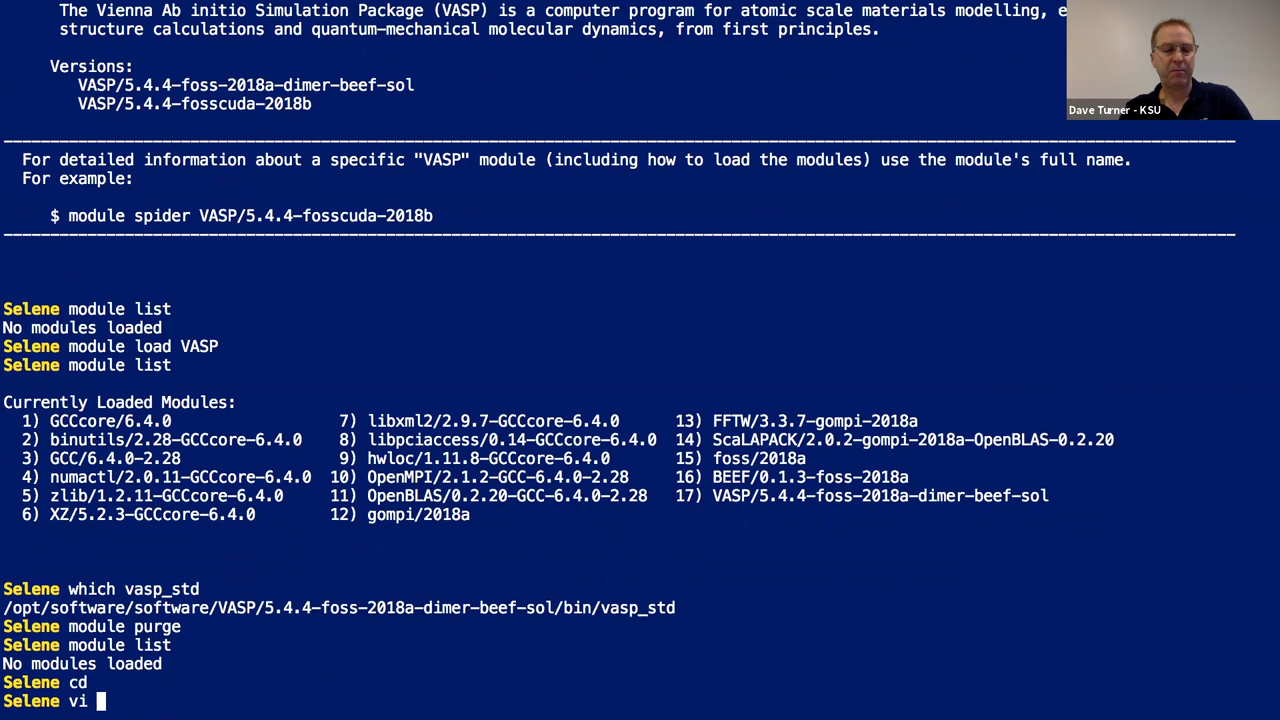 The Vienna Ab initio Simulation Package (VASP) is a computer program for atomic scale materials modelling, e
structure calculations and quantum-mechanical molecular dynamics, from first principles.
Versions:
VASP/5.4.4-foss-2018a-dimer-beef-sol
VASP/5.4.4-fosscuda-2018b
For detailed information about a specific "VASP" module (including how to load the modules) use the module's full name.
For example:
$ module spider VASP/5.4.4-fosscuda-2018b
Selene module list
No modules loaded
Selene module load VASP
Selene module list
Currently Loaded Modules:
1) GCCcore/6.4.0 7) libxml2/2.9.7-GCCcore-6.4.0 13) FFTW/3.3.7-gompi-2018a
2) binutils/2.28-GCCcore-6.4.0 8) libpciaccess/0.14-GCCcore-6.4.0 14) ScaLAPACK/2.0.2-gompi-2018a-OpenBLAS-0.2.20
3) GCC/6.4.0-2.28 9) hwloc/1.11.8-GCCcore-6.4.0 15) foss/2018a
4) numactl/2.0.11-GCCcore-6.4.0 10) OpenMPI/2.1.2-GCC-6.4.0-2.28 16) BEEF/0.1.3-foss-2018a
5) zlib/1.2.11-GCCcore-6.4.0 11) OpenBLAS/0.2.20-GCC-6.4.0-2.28 17) VASP/5.4.4-foss-2018a-dimer-beef-sol
6) XZ/5.2.3-GCCcore-6.4.0 12) gompi/2018a
Selene which vasp_std
/opt/software/software/VASP/5.4.4-foss-2018a-dimer-beef-sol/bin/vasp_std
Selene module purge
Selene module list
No modules loaded
Selene cd
Selene vi
Dave Turner - KSU